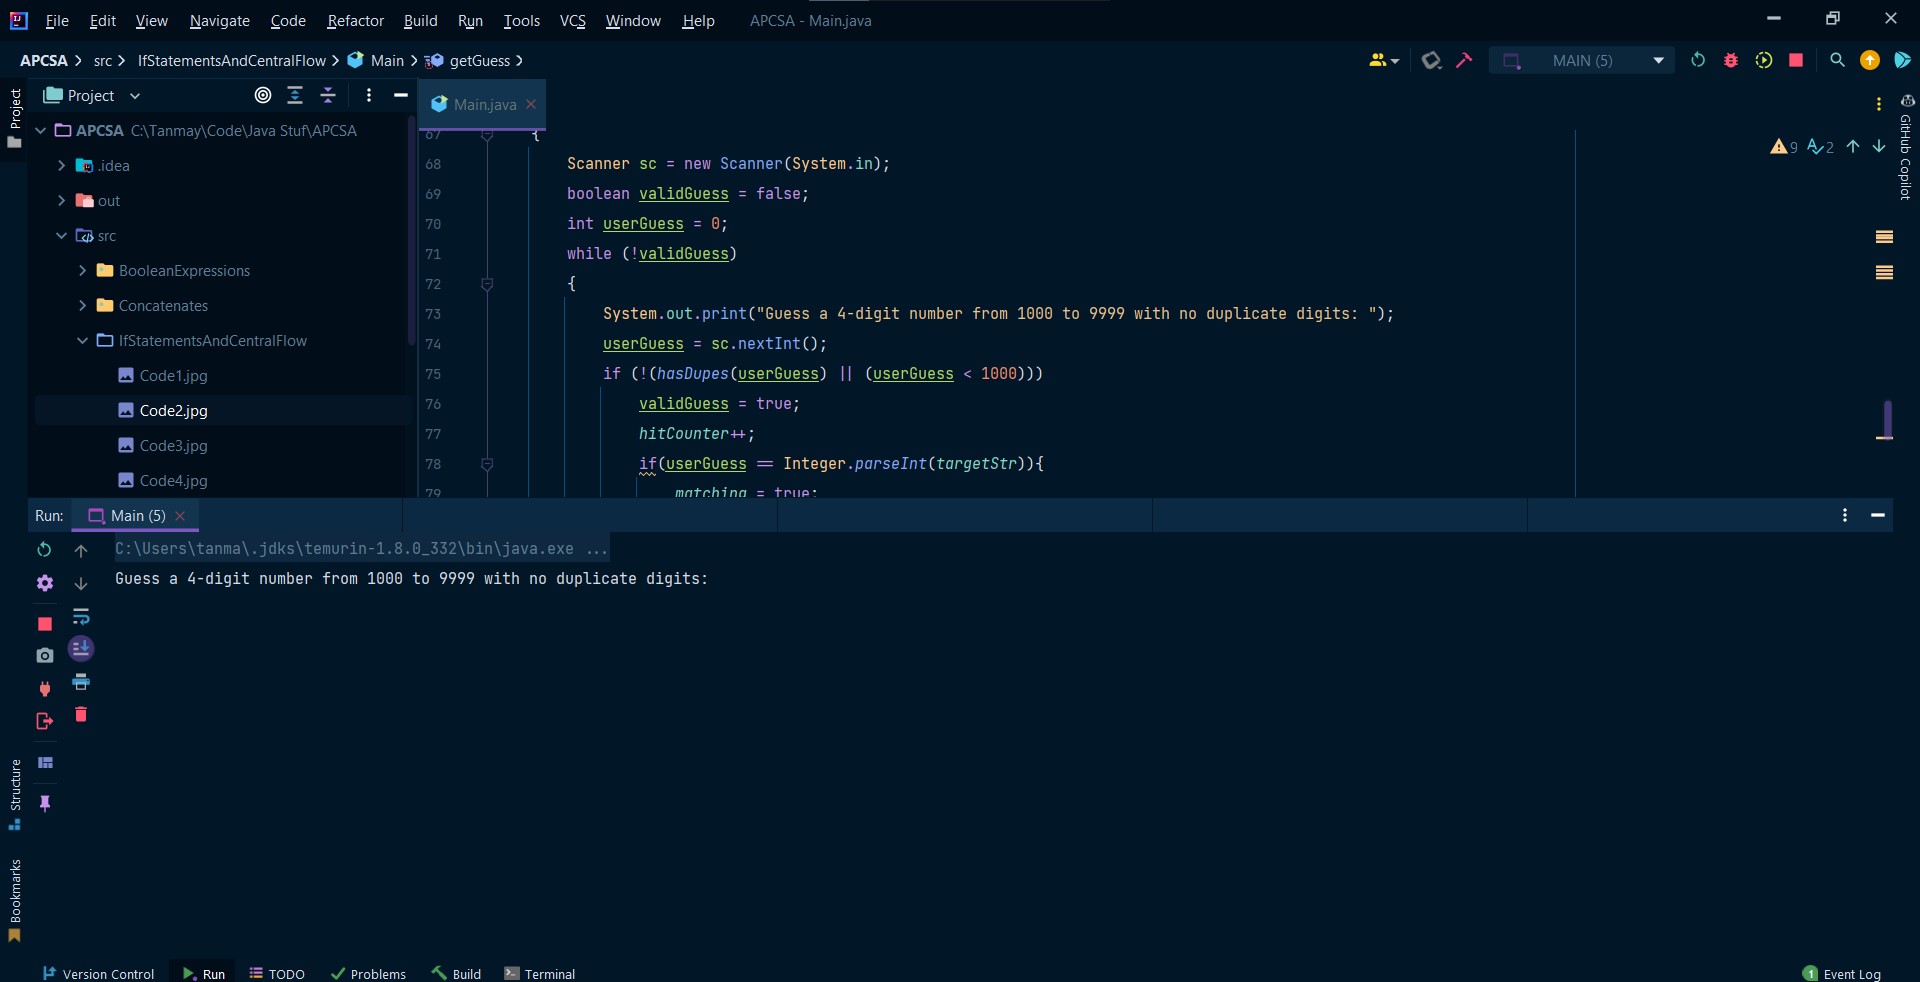 File Edit View Navigate Code Refactor Build Run Tools VCS Window Help APCSA - Main.java
APCSA src IfStatementsAndCentralFlow Main getGuess MAIN (5)
Project
Project
Main.java
APCSA C:\Tanmay\Code\Java Stuf\APCSA
.idea
out
src
BooleanExpressions
Concatenates
IfStatementsAndCentralFlow
Code1.jpg
Code2.jpg
Code3.jpg
Code4.jpg
67 {
68 Scanner sc = new Scanner(System.in);
69 boolean validGuess = false;
70 int userGuess = 0;
71 while (!validGuess)
72 {
73 System.out.print("Guess a 4-digit number from 1000 to 9999 with no duplicate digits: ");
74 userGuess = sc.nextInt();
75 if (!(hasDupes(userGuess) || (userGuess < 1000)))
76 validGuess = true;
77 hitCounter++;
78 if(userGuess == Integer.parseInt(targetStr)){
79 matching = true;
9 2
GitHub Copilot
Run: Main (5)
C:\Users\tanma\.jdks\temurin-1.8.0_332\bin\java.exe ...
Guess a 4-digit number from 1000 to 9999 with no duplicate digits:
Structure
Bookmarks
Version Control Run TODO Problems Build Terminal 1 Event Log